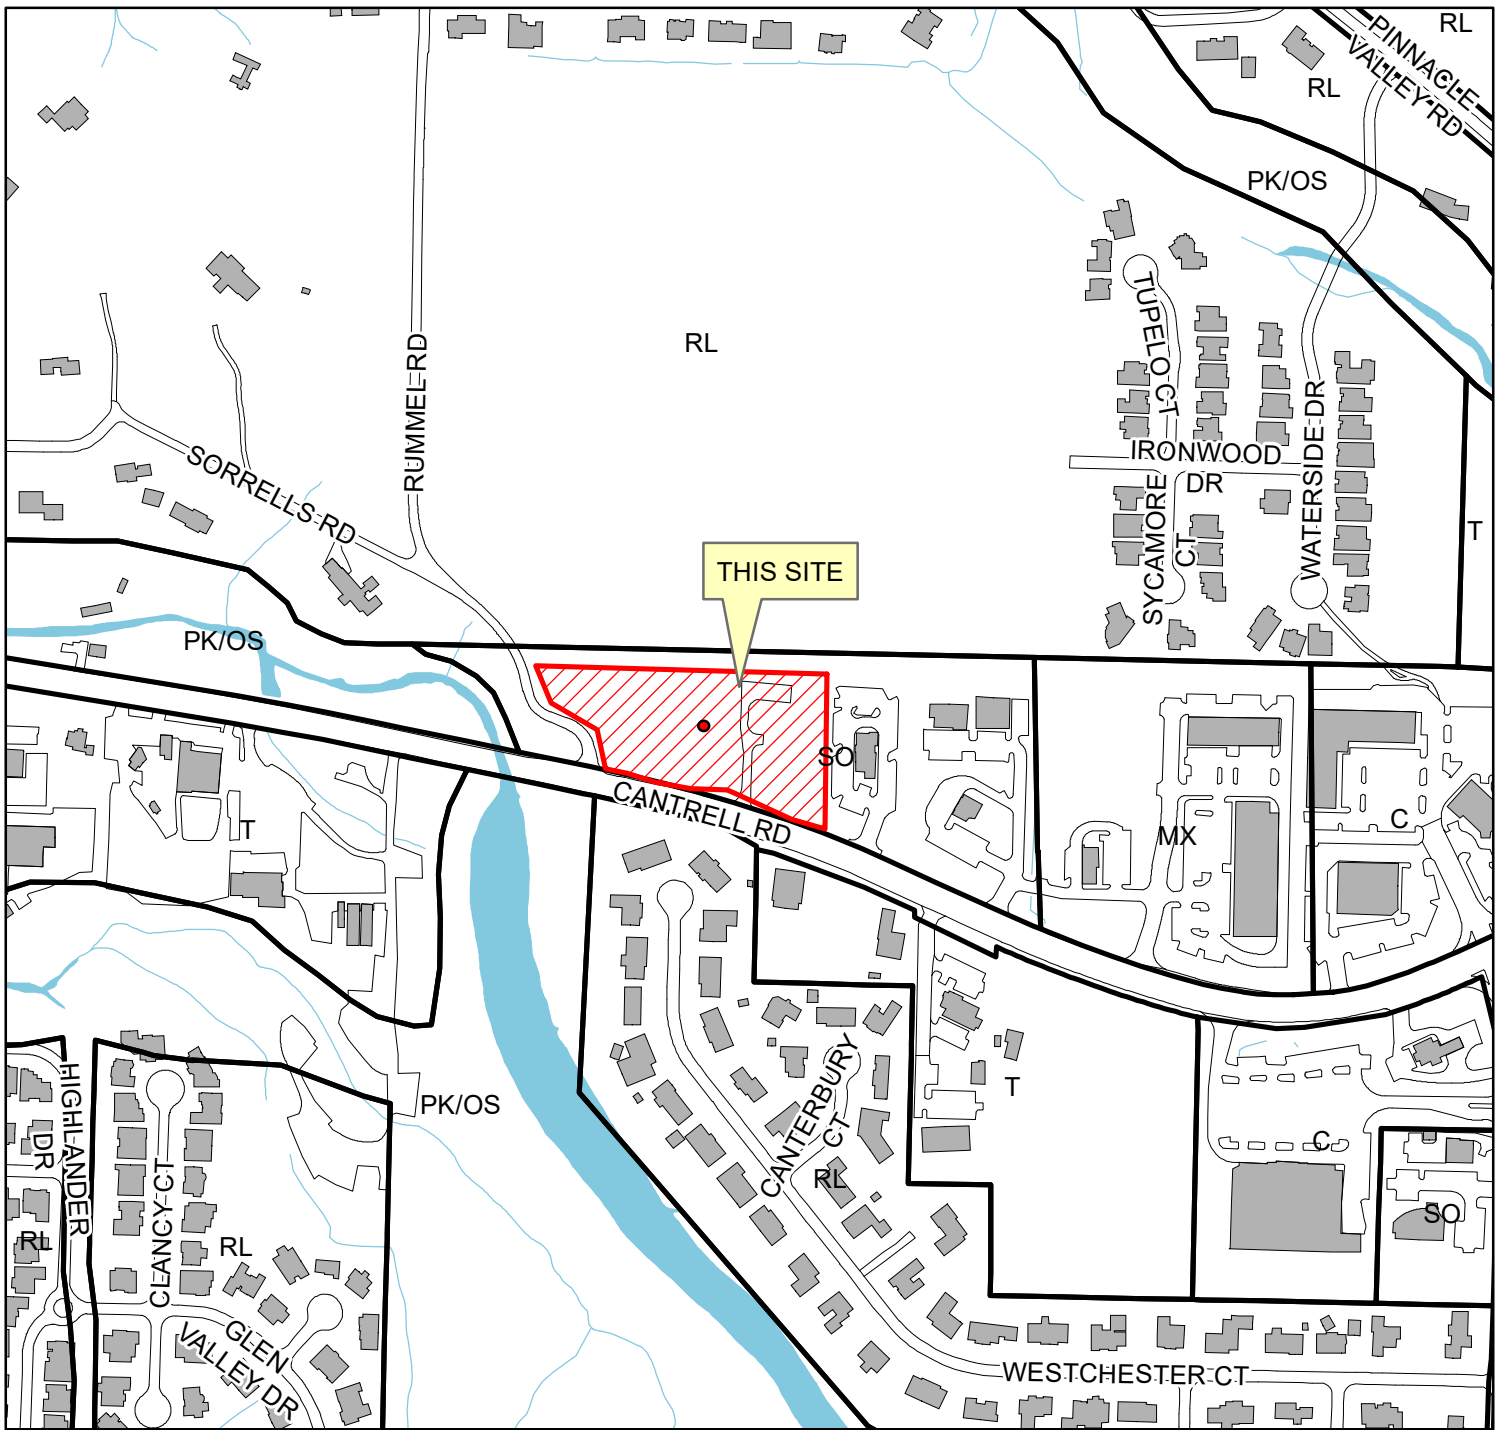 RL
PINNACLE
VALLEY RD
RL
PK/OS
RL
TUPELO CT
RUMMEL RD
WATERSIDE DR
IRONWOOD
DR
SORRELLS RD
SYCAMORE
CT
T
THIS SITE
PK/OS
SO
CANTRELL RD
T
MX
C
HIGHLANDER
DR
PK/OS
CANTERBURY
CT
T
C
RL
CLANCY CT
RL
RL
SO
GLEN
VALLEY DR
WESTCHESTER CT